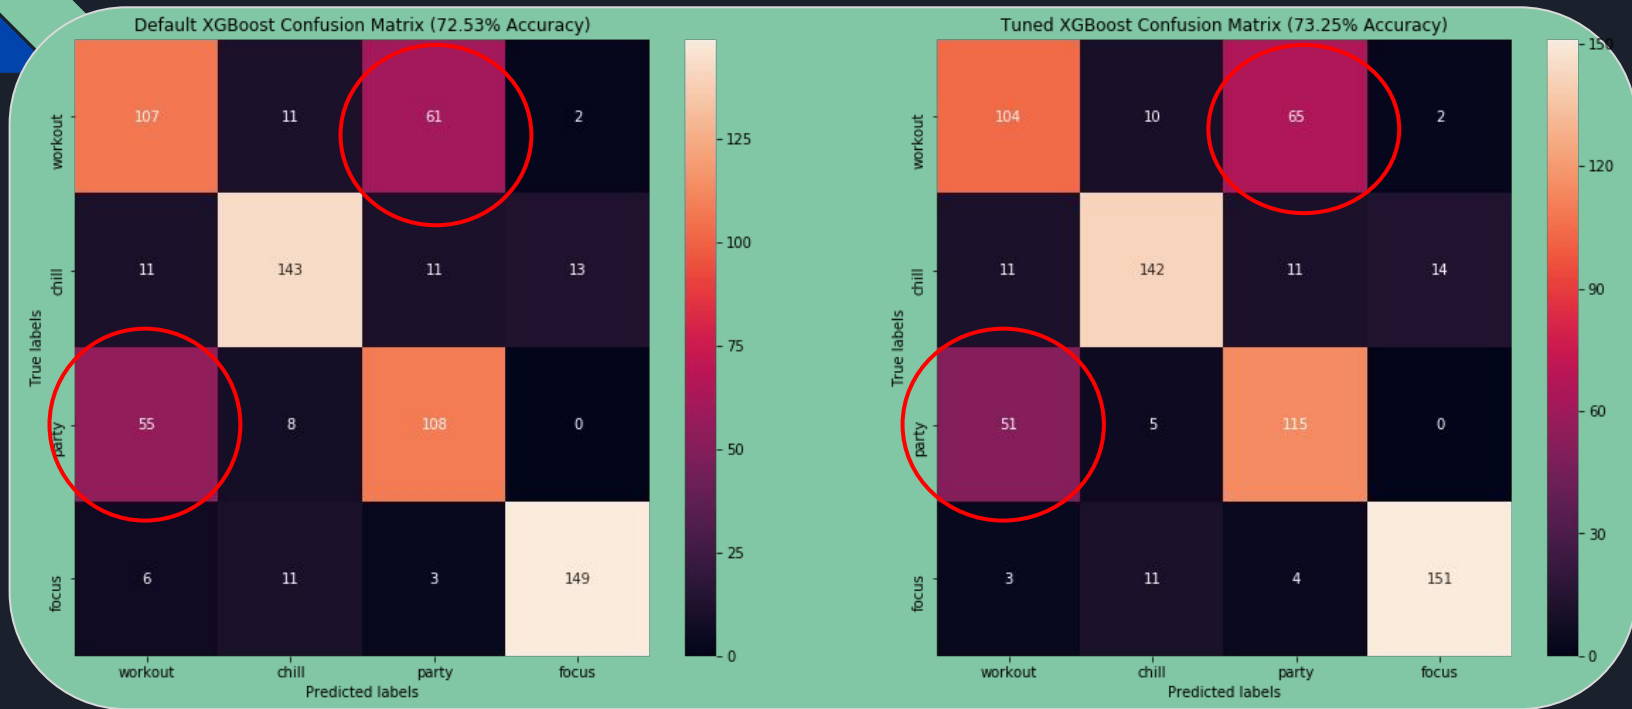 Default XGBoost Confusion Matrix (72.53% Accuracy)
workout
chill
party
focus
True labels
107 11 61 2
11 143 11 13
55 8 108 0
6 11 3 149
workout chill party focus
Predicted labels
125
100
75
50
25
0
Tuned XGBoost Confusion Matrix (73.25% Accuracy)
workout
chill
party
focus
True labels
104 10 65 2
11 142 11 14
51 5 115 0
3 11 4 151
workout chill party focus
Predicted labels
150
120
90
60
30
0